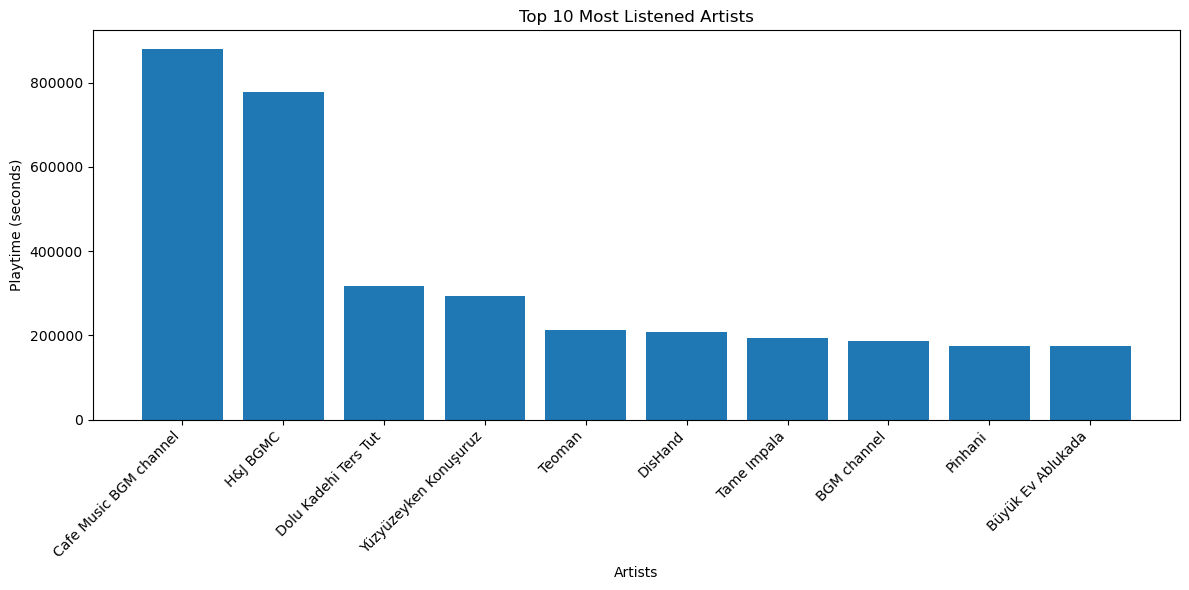 Top 10 Most Listened Artists
Playtime (seconds)
800000
600000
400000
200000
0
Cafe Music BGM channel
H&J BGMC
Dolu Kadehi Ters Tut
Yüzyüzeyken Konuşuruz
Teoman
DisHand
Tame Impala
BGM channel
Pinhani
Büyük Ev Ablukada
Artists